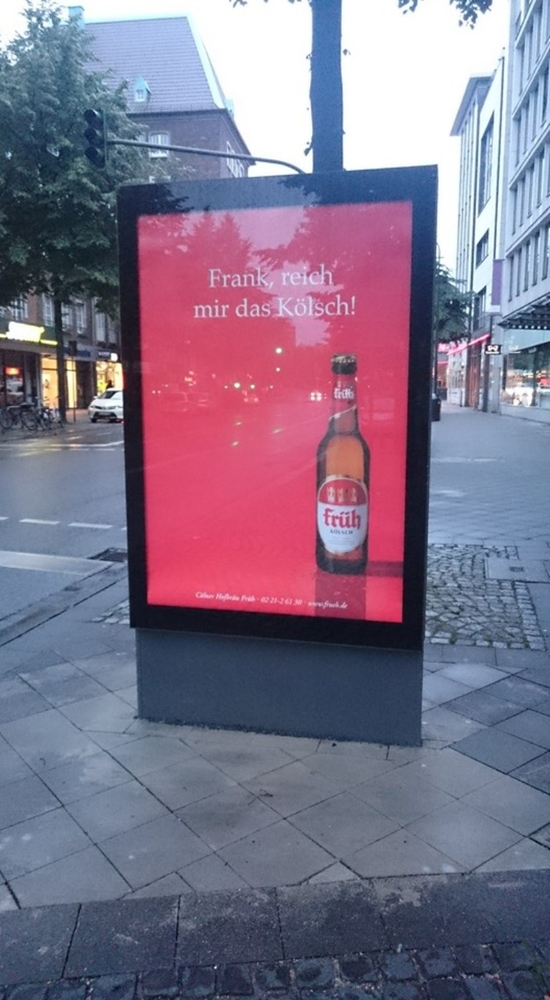 Frank, reich
mir das Kölsch!
früh
früh
KÖLSCH
Cölner Hofbräu Früh · 02 21-2 61 30 · www.frueh.de